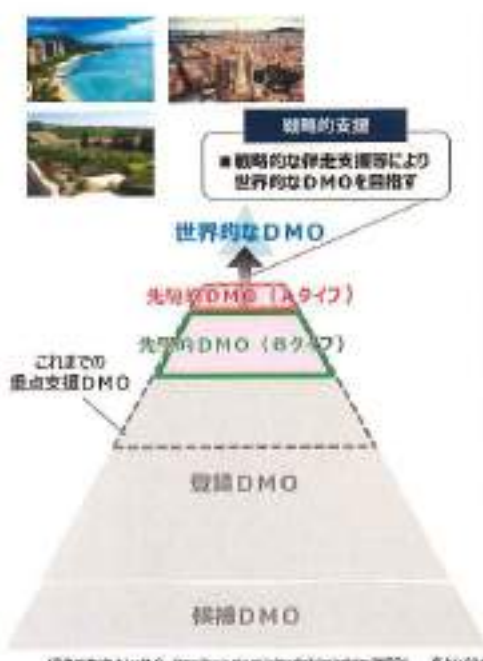 戦略的支援
■戦略的な伴走支援等により
世界的なDMOを目指す
世界的なDMO
先駆的DMO（Aタイプ）
先駆的DMO（Bタイプ）
これまでの
重点支援DMO
登録DMO
候補DMO